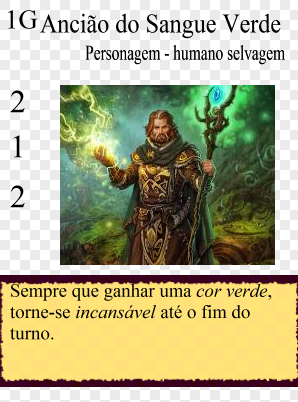 1G Ancião do Sangue Verde
Personagem - humano selvagem
2
1
2
Sempre que ganhar uma cor verde,
torne-se incansável até o fim do
turno.